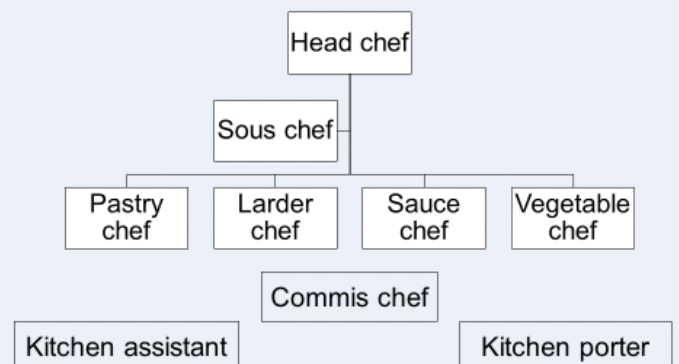 Head chef
Sous chef
Pastry
chef
Larder
chef
Sauce
chef
Vegetable
chef
Commis chef
Kitchen assistant
Kitchen porter